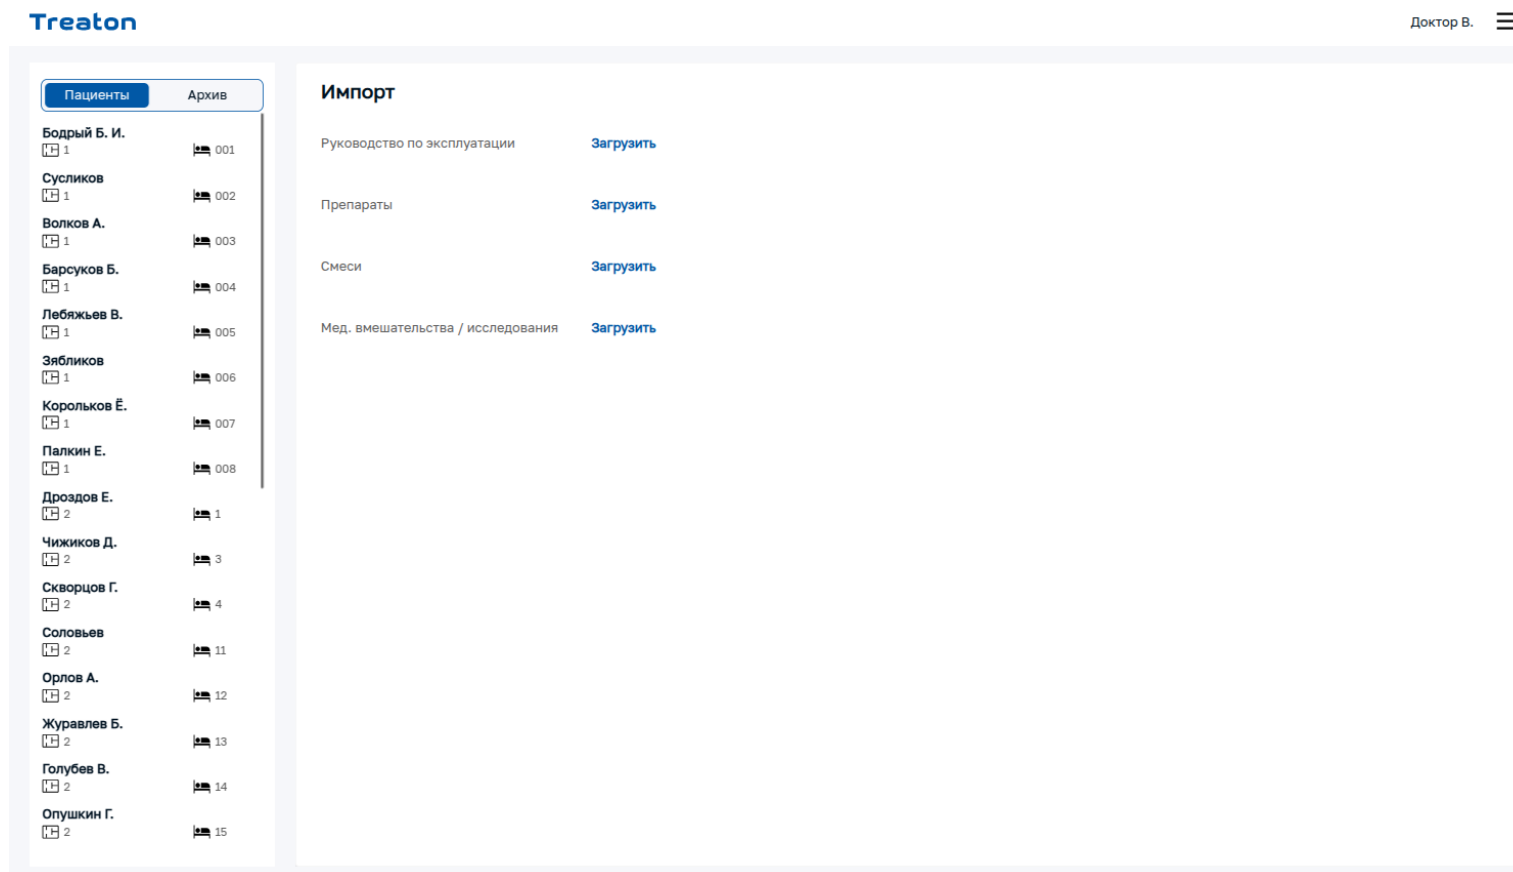 Treaton
Доктор В.
Пациенты Архив
Бодрый Б. И.
1 001
Сусликов
1 002
Волков А.
1 003
Барсуков Б.
1 004
Лебяжьев В.
1 005
Зябликов
1 006
Корольков Ё.
1 007
Палкин Е.
1 008
Дроздов Е.
2 1
Чижиков Д.
2 3
Скворцов Г.
2 4
Соловьев
2 11
Орлов А.
2 12
Журавлев Б.
2 13
Голубев В.
2 14
Опушкин Г.
2 15
Импорт
Руководство по эксплуатации Загрузить
Препараты Загрузить
Смеси Загрузить
Мед. вмешательства / исследования Загрузить